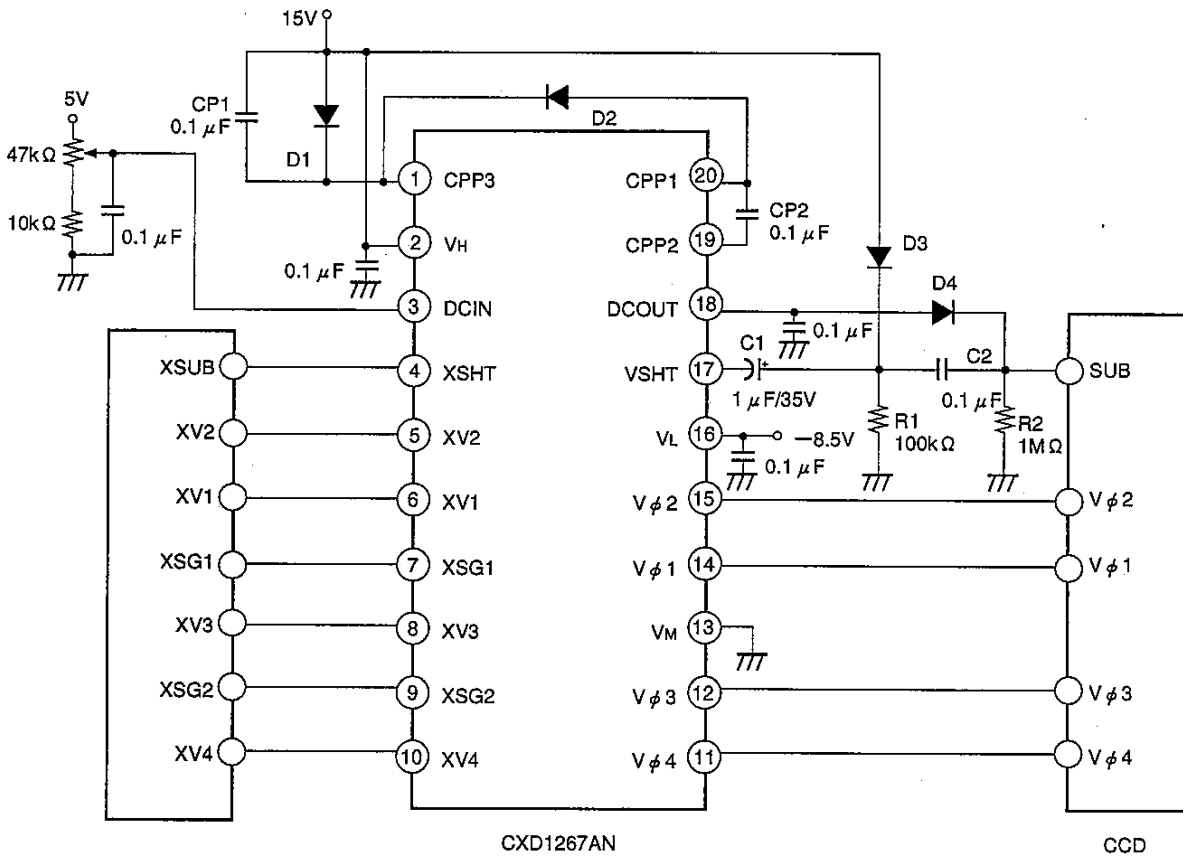 15V
5V
CP1
0.1 μF
D2
47kΩ
D1
1 CPP3
CPP1 20
CP2
0.1 μF
10kΩ
0.1 μF
2 VH
CPP2 19
D3
0.1 μF
D4
3 DCIN
DCOUT 18
0.1 μF
C1
XSUB
4 XSHT
VSHT 17
C2
SUB
1 μF/35V
0.1 μF
R1
100kΩ
R2
1MΩ
XV2
5 XV2
VL 16
−8.5V
0.1 μF
XV1
6 XV1
Vφ2 15
Vφ2
XSG1
7 XSG1
Vφ1 14
Vφ1
XV3
8 XV3
VM 13
XSG2
9 XSG2
Vφ3 12
Vφ3
XV4
10 XV4
Vφ4 11
Vφ4
CXD1267AN
CCD